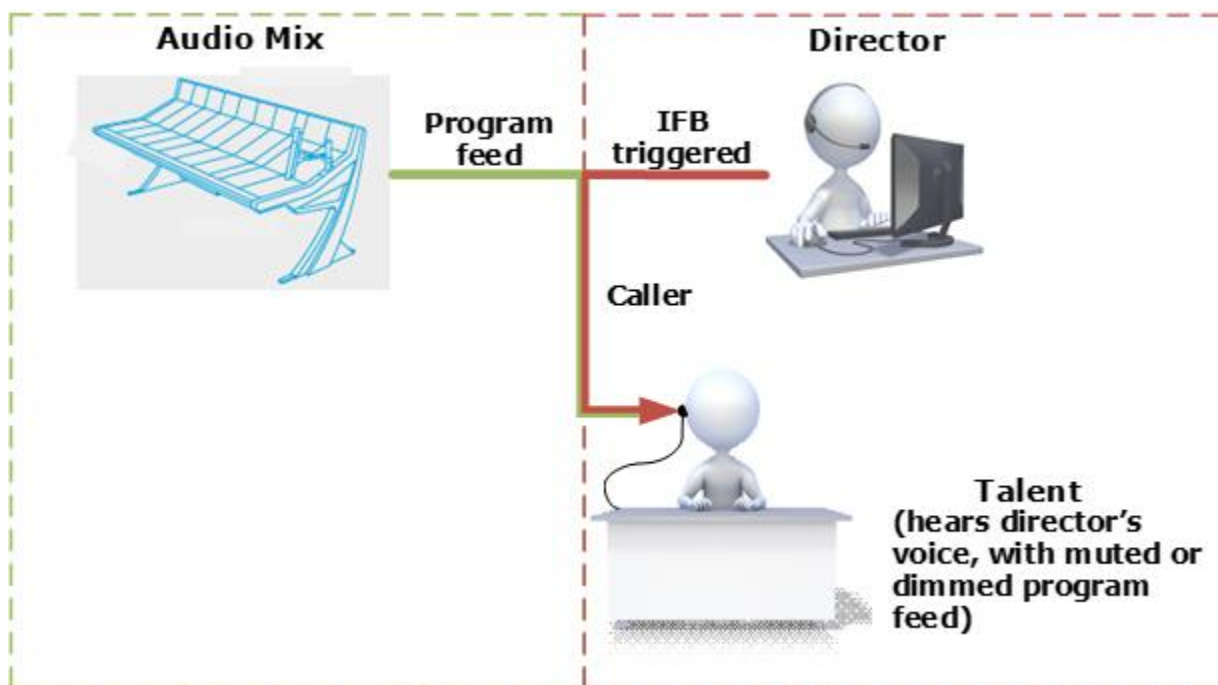 Audio Mix
Director
Program
feed
IFB
triggered
Caller
Talent
(hears director’s
voice, with muted or
dimmed program
feed)